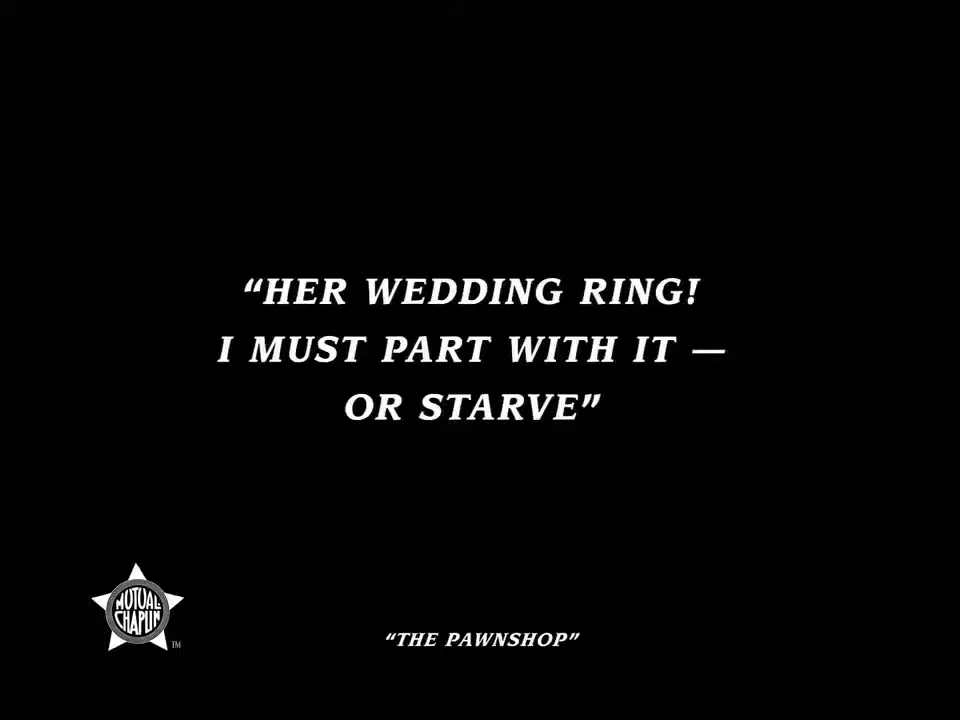 “HER WEDDING RING!
I MUST PART WITH IT —
OR STARVE”
MUTUAL-
CHAPLIN
TM
“THE PAWNSHOP”